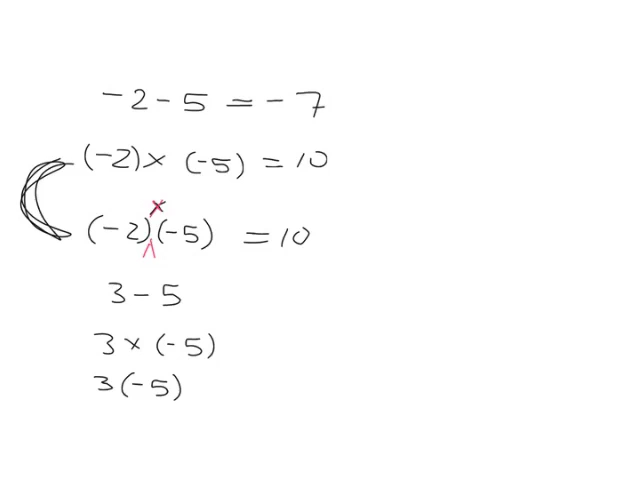 -2 - 5 = - 7
(-2) × (-5) = 10
×
(-2) (-5) = 10
3 - 5
3 × (-5)
3 (-5)